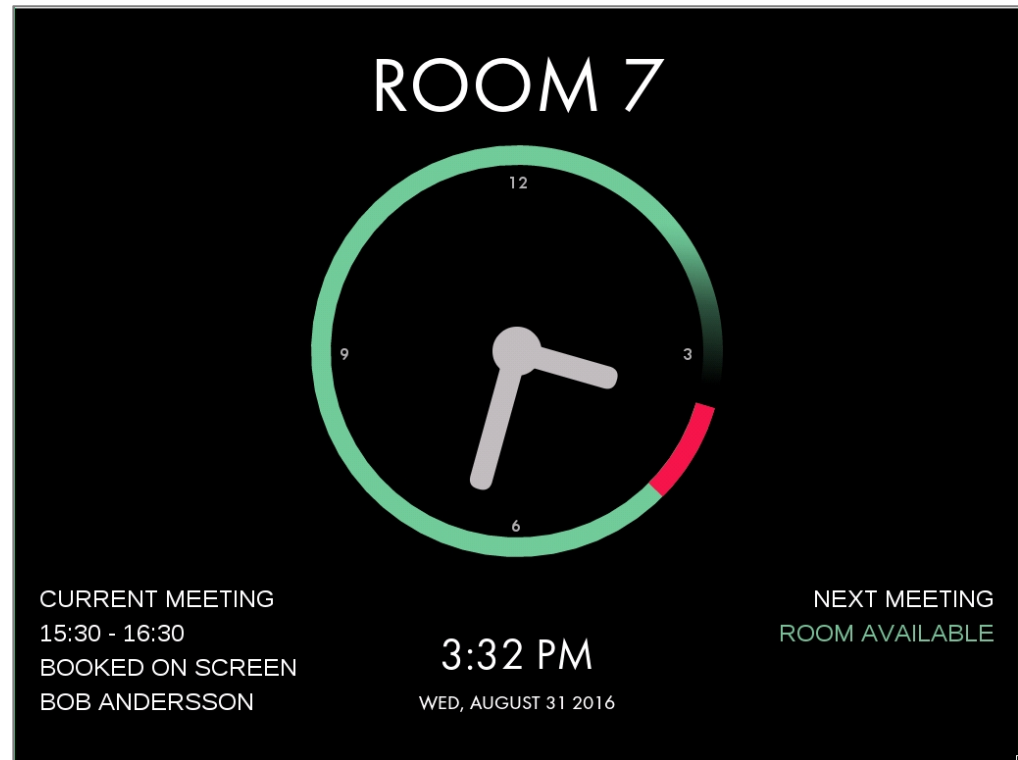 ROOM 7
12
9
3
6
CURRENT MEETING
15:30 - 16:30
BOOKED ON SCREEN
BOB ANDERSSON
3:32 PM
WED, AUGUST 31 2016
NEXT MEETING
ROOM AVAILABLE